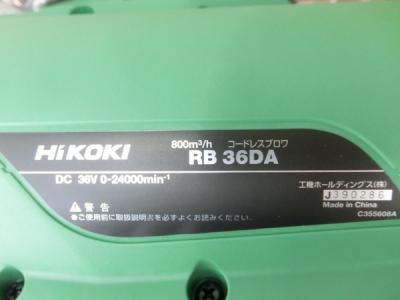 HiKOKI
800m³/h コードレスブロワ
RB 36DA
DC 36V 0-24000min⁻¹
⚠警告
●ご使用前に取扱説明書を必ずよくお読みください。
工機ホールディングス(株)
J390286
Made in China
C355608A